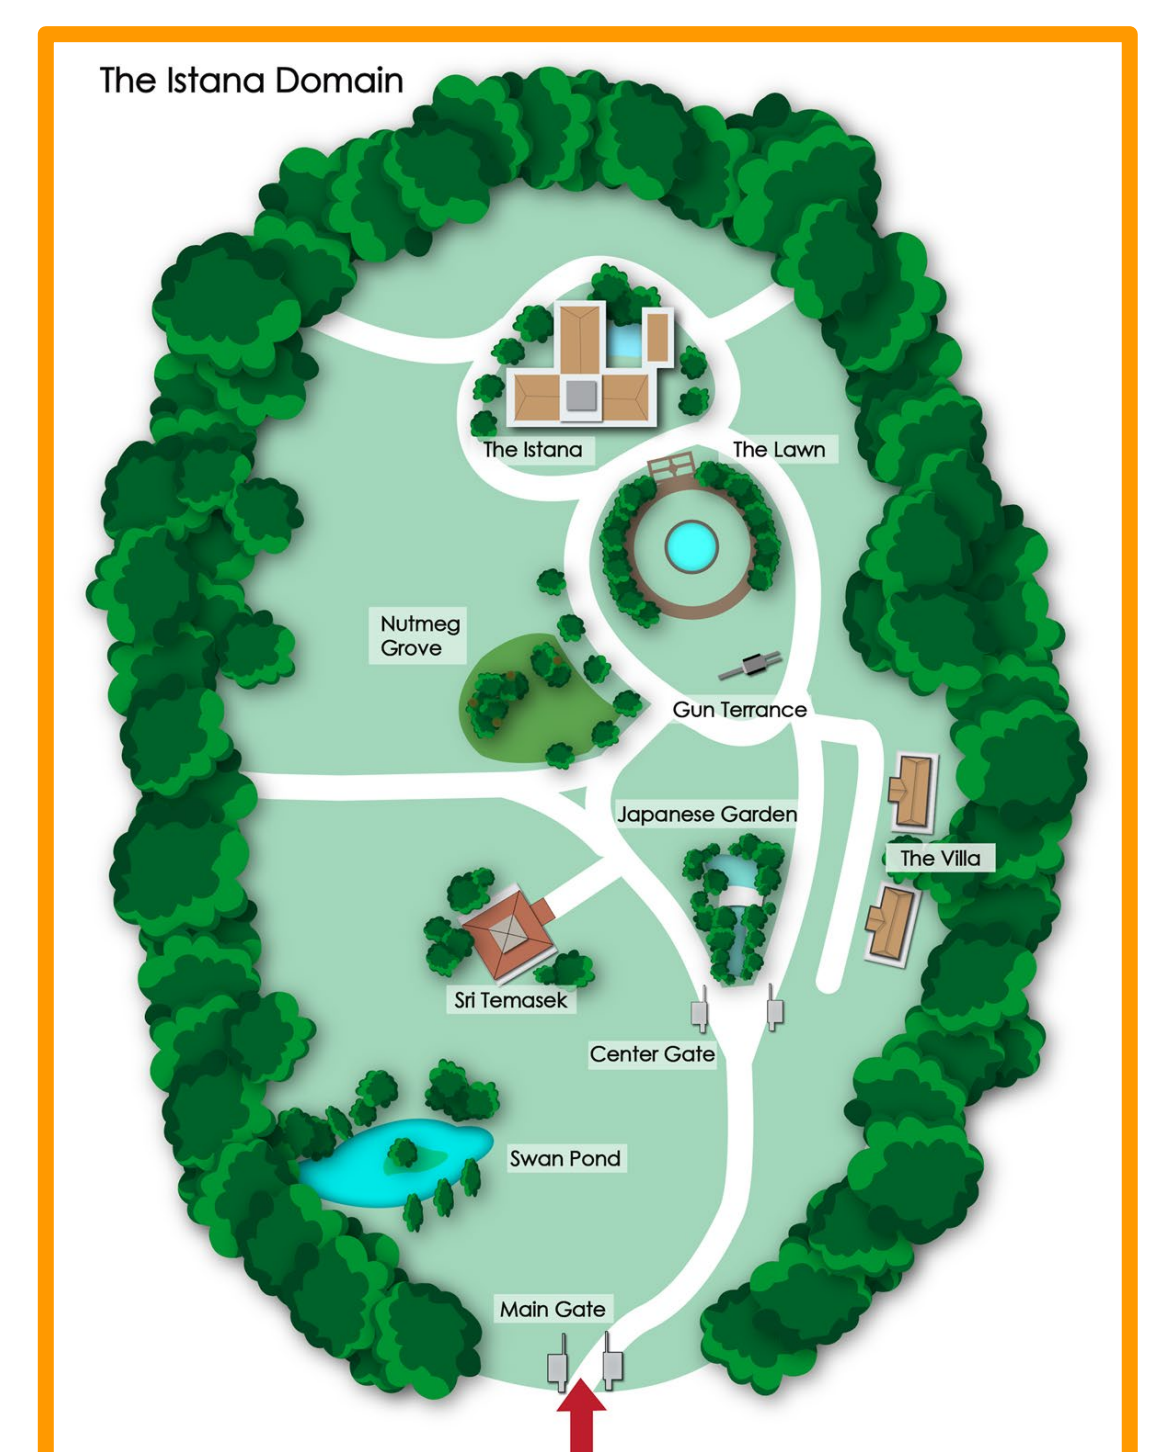 The Istana Domain
The Istana
The Lawn
Nutmeg
Grove
Gun Terrance
Japanese Garden
The Villa
Sri Temasek
Center Gate
Swan Pond
Main Gate